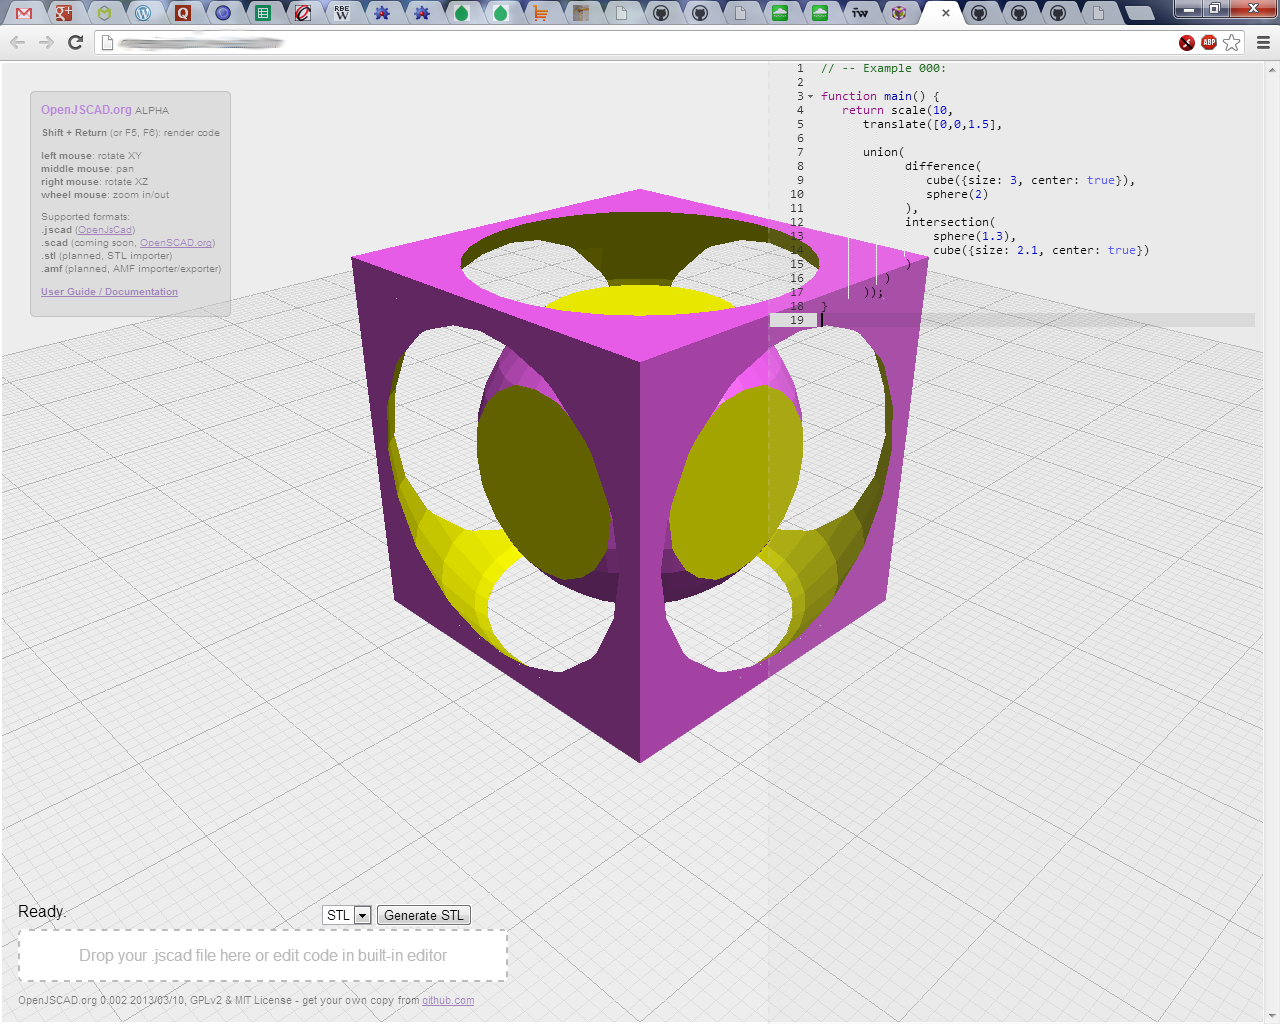 OpenJSCAD.org ALPHA
Shift + Return (or F5, F6): render code
left mouse: rotate XY
middle mouse: pan
right mouse: rotate XZ
wheel mouse: zoom in/out
Supported formats:
.jscad (OpenJsCad)
.scad (coming soon, OpenSCAD.org)
.stl (planned, STL importer)
.amf (planned, AMF importer/exporter)
User Guide / Documentation
1 // -- Example 000:
2
3 function main() {
4 return scale(10,
5 translate([0,0,1.5],
6
7 union(
8 difference(
9 cube({size: 3, center: true}),
10 sphere(2)
11 ),
12 intersection(
13 sphere(1.3),
14 cube({size: 2.1, center: true})
15 )
16 )
17 ));
18 }
19
Ready.
STL Generate STL
Drop your .jscad file here or edit code in built-in editor
OpenJSCAD.org 0.002 2013/03/10, GPLv2 & MIT License - get your own copy from github.com